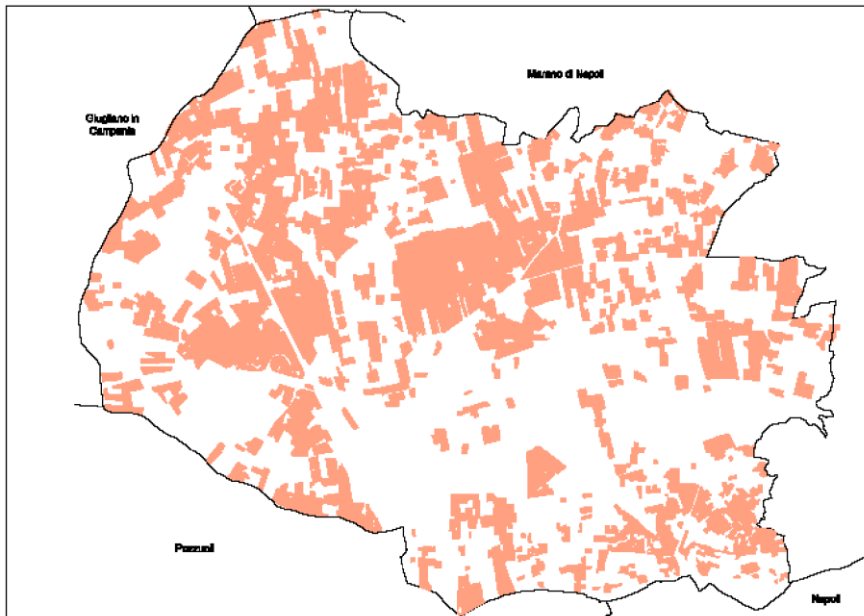 Marano di Napoli
Giugliano in
Campania
Pozzuoli
Napoli